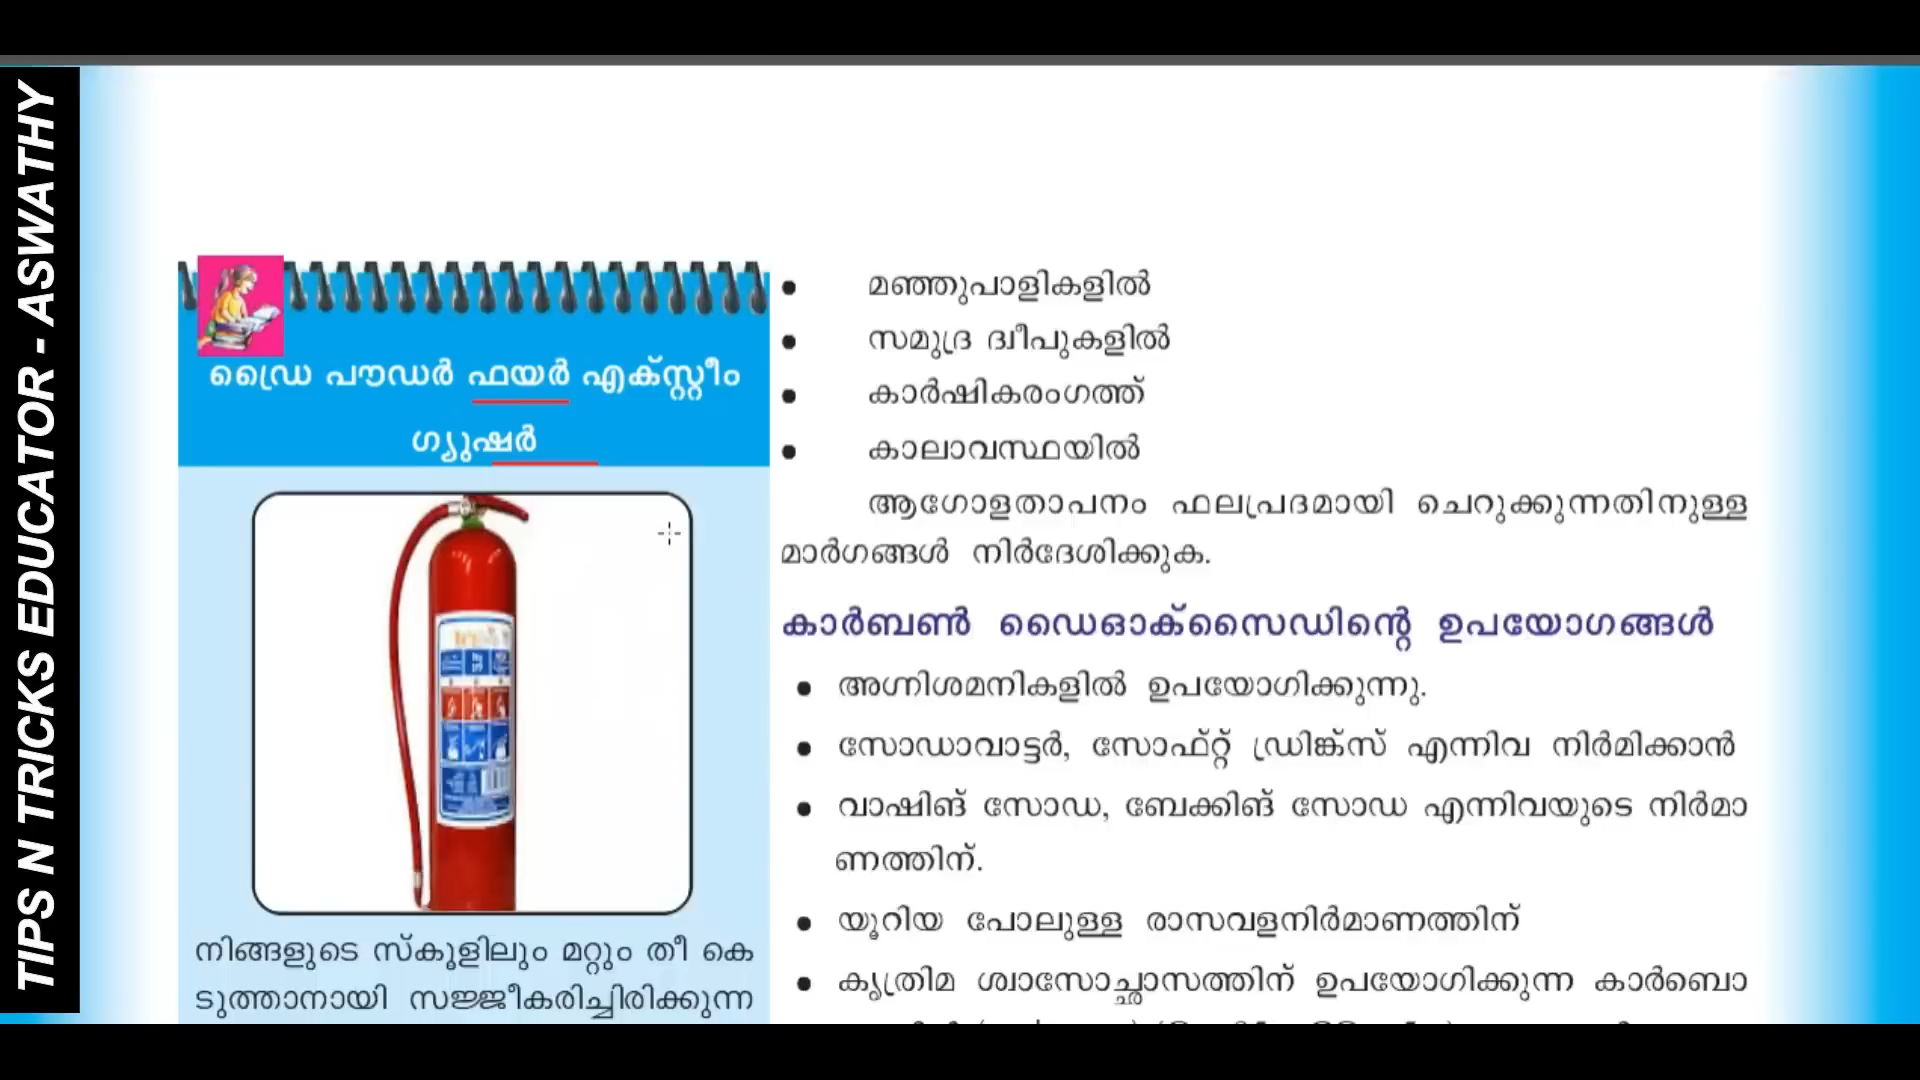 TIPS N TRICKS EDUCATOR - ASWATHY
ഡ്രൈ പൗഡർ ഫയർ എക്സ്റ്റിം
ഗ്യുഷർ
നിങ്ങളുടെ സ്കൂളിലും മറ്റും തീ കെ
ടുത്താനായി സജ്ജീകരിച്ചിരിക്കുന്ന
മഞ്ഞുപാളികളിൽ
സമുദ്ര ദ്വീപുകളിൽ
കാർഷികരംഗത്ത്
കാലാവസ്ഥയിൽ
ആഗോളതാപനം ഫലപ്രദമായി ചെറുക്കുന്നതിനുള്ള
മാർഗങ്ങൾ നിർദേശിക്കുക.
കാർബൺ ഡൈഓക്സൈഡിന്റെ ഉപയോഗങ്ങൾ
• അഗ്നിശമനികളിൽ ഉപയോഗിക്കുന്നു.
• സോഡാവാട്ടർ, സോഫ്റ്റ് ഡ്രിങ്ക്സ് എന്നിവ നിർമിക്കാൻ
• വാഷിങ് സോഡ, ബേക്കിങ് സോഡ എന്നിവയുടെ നിർമാ
ണത്തിന്.
• യൂറിയ പോലുള്ള രാസവളനിർമാണത്തിന്
• കൃത്രിമ ശ്വാസോച്ഛാസത്തിന് ഉപയോഗിക്കുന്ന കാർബൊ